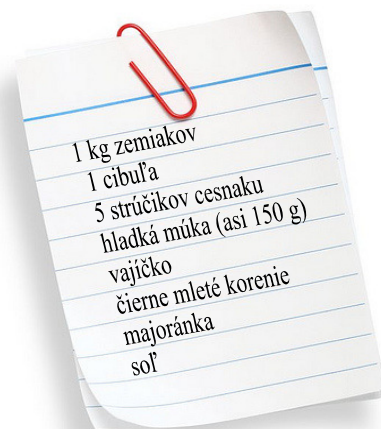 1 kg zemiakov
1 cibuľa
5 strúčikov cesnaku
hladká múka (asi 150 g)
vajíčko
čierne mleté korenie
majoránka
soľ